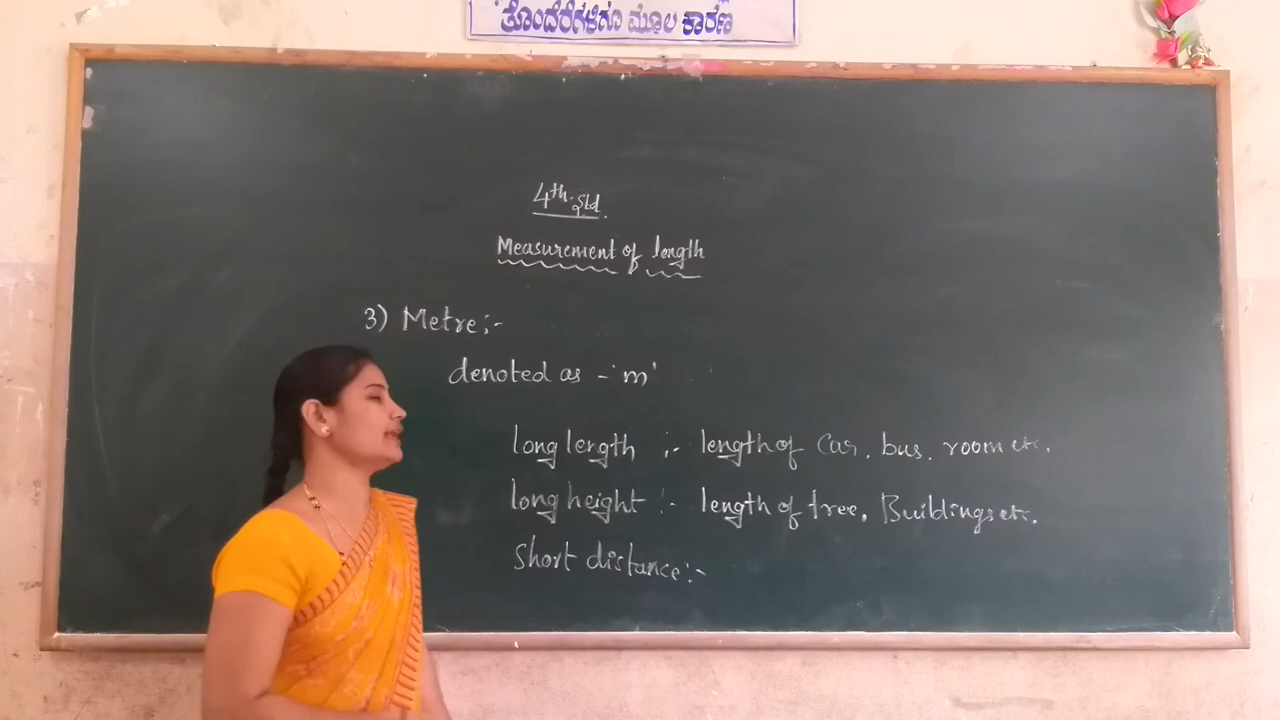 ತೊಂದರೆಗಳಿಗೂ ಮೂಲ ಕಾರಣ
4th std.
Measurement of length
3) Metre :-
denoted as - 'm'
long length :- length of car, bus, room etc.
long height :- length of tree, Buildings etc.
Short distance :-